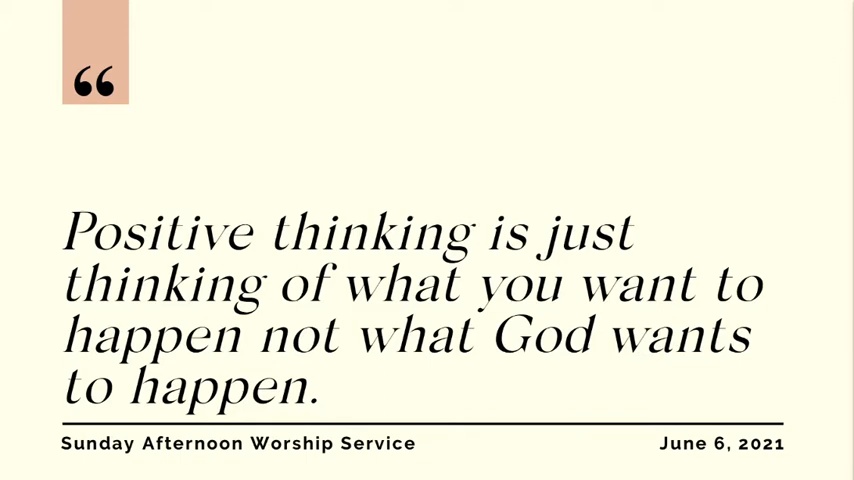 “
Positive thinking is just
thinking of what you want to
happen not what God wants
to happen.
Sunday Afternoon Worship Service
June 6, 2021